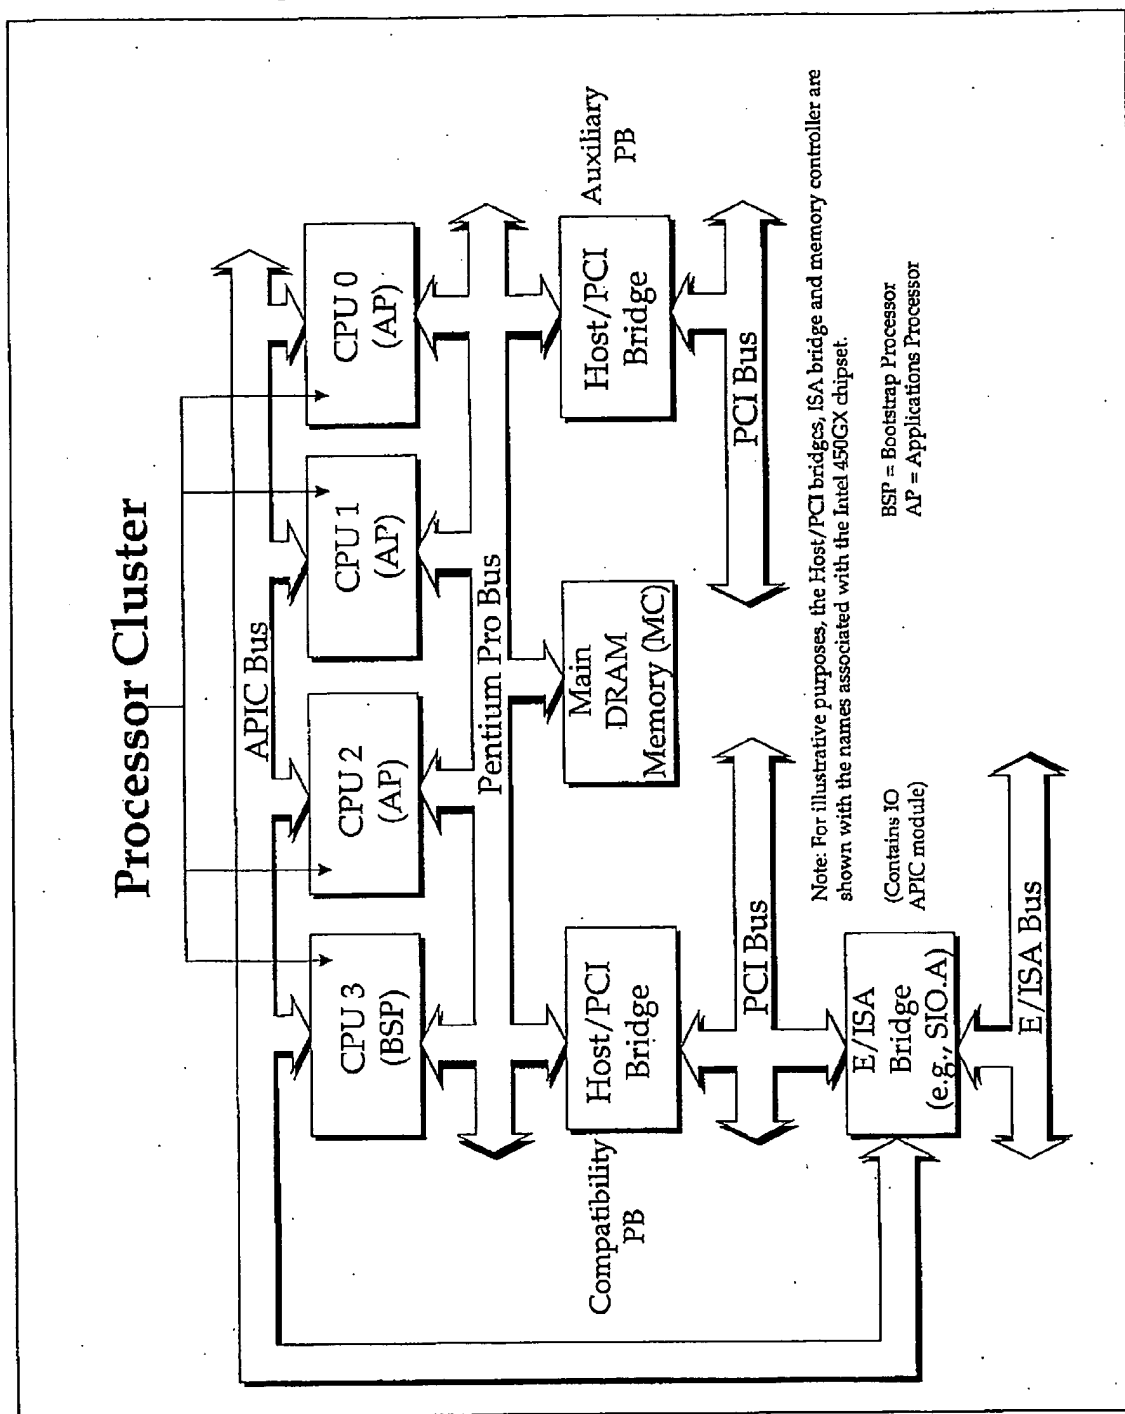 Processor Cluster
APIC Bus
CPU 3
(BSP)
CPU 2
(AP)
CPU 1
(AP)
CPU 0
(AP)
Pentium Pro Bus
Compatibility
PB
Host/PCI
Bridge
Main
DRAM
Memory (MC)
Host/PCI
Bridge
Auxiliary
PB
PCI Bus
PCI Bus
Note: For illustrative purposes, the Host/PCI bridges, ISA bridge and memory controller are
shown with the names associated with the Intel 450GX chipset.
E/ISA
Bridge
(e.g., SIO.A)
(Contains IO
APIC module)
BSP = Bootstrap Processor
AP = Applications Processor
E/ISA Bus